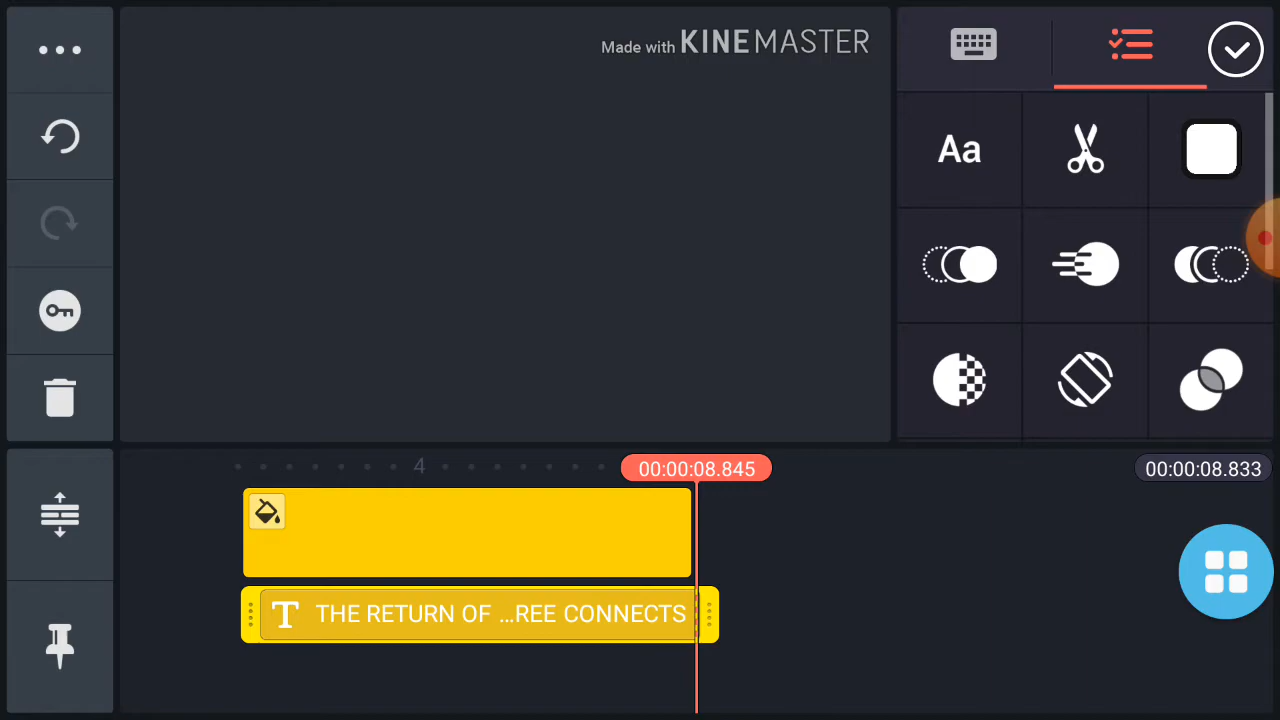 Made with KINEMASTER
Aa
4
00:00:08.845
00:00:08.833
T THE RETURN OF ...REE CONNECTS